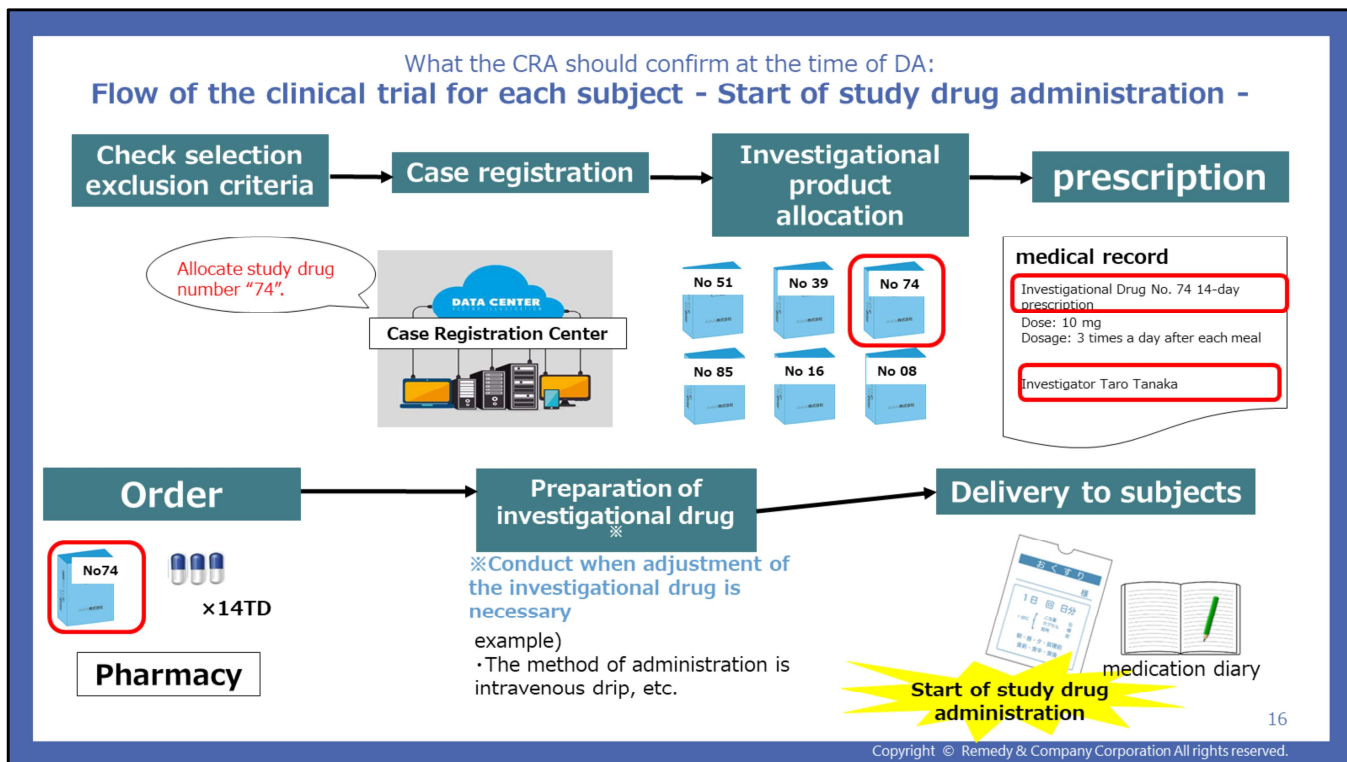 What the CRA should confirm at the time of DA:
Flow of the clinical trial for each subject - Start of study drug administration -
Check selection
exclusion criteria
Case registration
Investigational
product
allocation
prescription
Allocate study drug
number “74”.
DATA CENTER
Case Registration Center
No 51
No 39
No 74
No 85
No 16
No 08
medical record
Investigational Drug No. 74 14-day
prescription
Dose: 10 mg
Dosage: 3 times a day after each meal
Investigator Taro Tanaka
Order
Preparation of
investigational drug
※
Delivery to subjects
No74
×14TD
Pharmacy
※Conduct when adjustment of
the investigational drug is
necessary
example)
・The method of administration is
intravenous drip, etc.
おくすり
様
1日 回 日分
medication diary
Start of study drug
administration
16
Copyright © Remedy & Company Corporation All rights reserved.